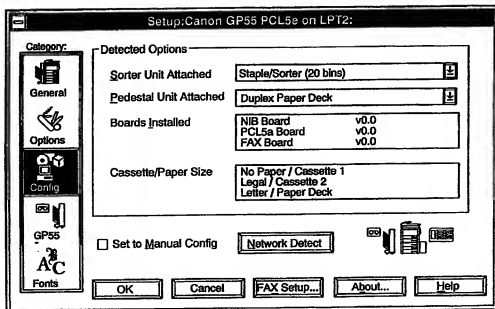 Setup:Canon GP55 PCL5e on LPT2:
Category:
General
Options
Config
GP55
Fonts
Detected Options
Sorter Unit Attached
Staple/Sorter (20 bins)
Pedestal Unit Attached
Duplex Paper Deck
Boards Installed
NIB Board v0.0
PCL5a Board v0.0
FAX Board v0.0
Cassette/Paper Size
No Paper / Cassette 1
Legal / Cassette 2
Letter / Paper Deck
Set to Manual Config
Network Detect
OK
Cancel
FAX Setup...
About...
Help